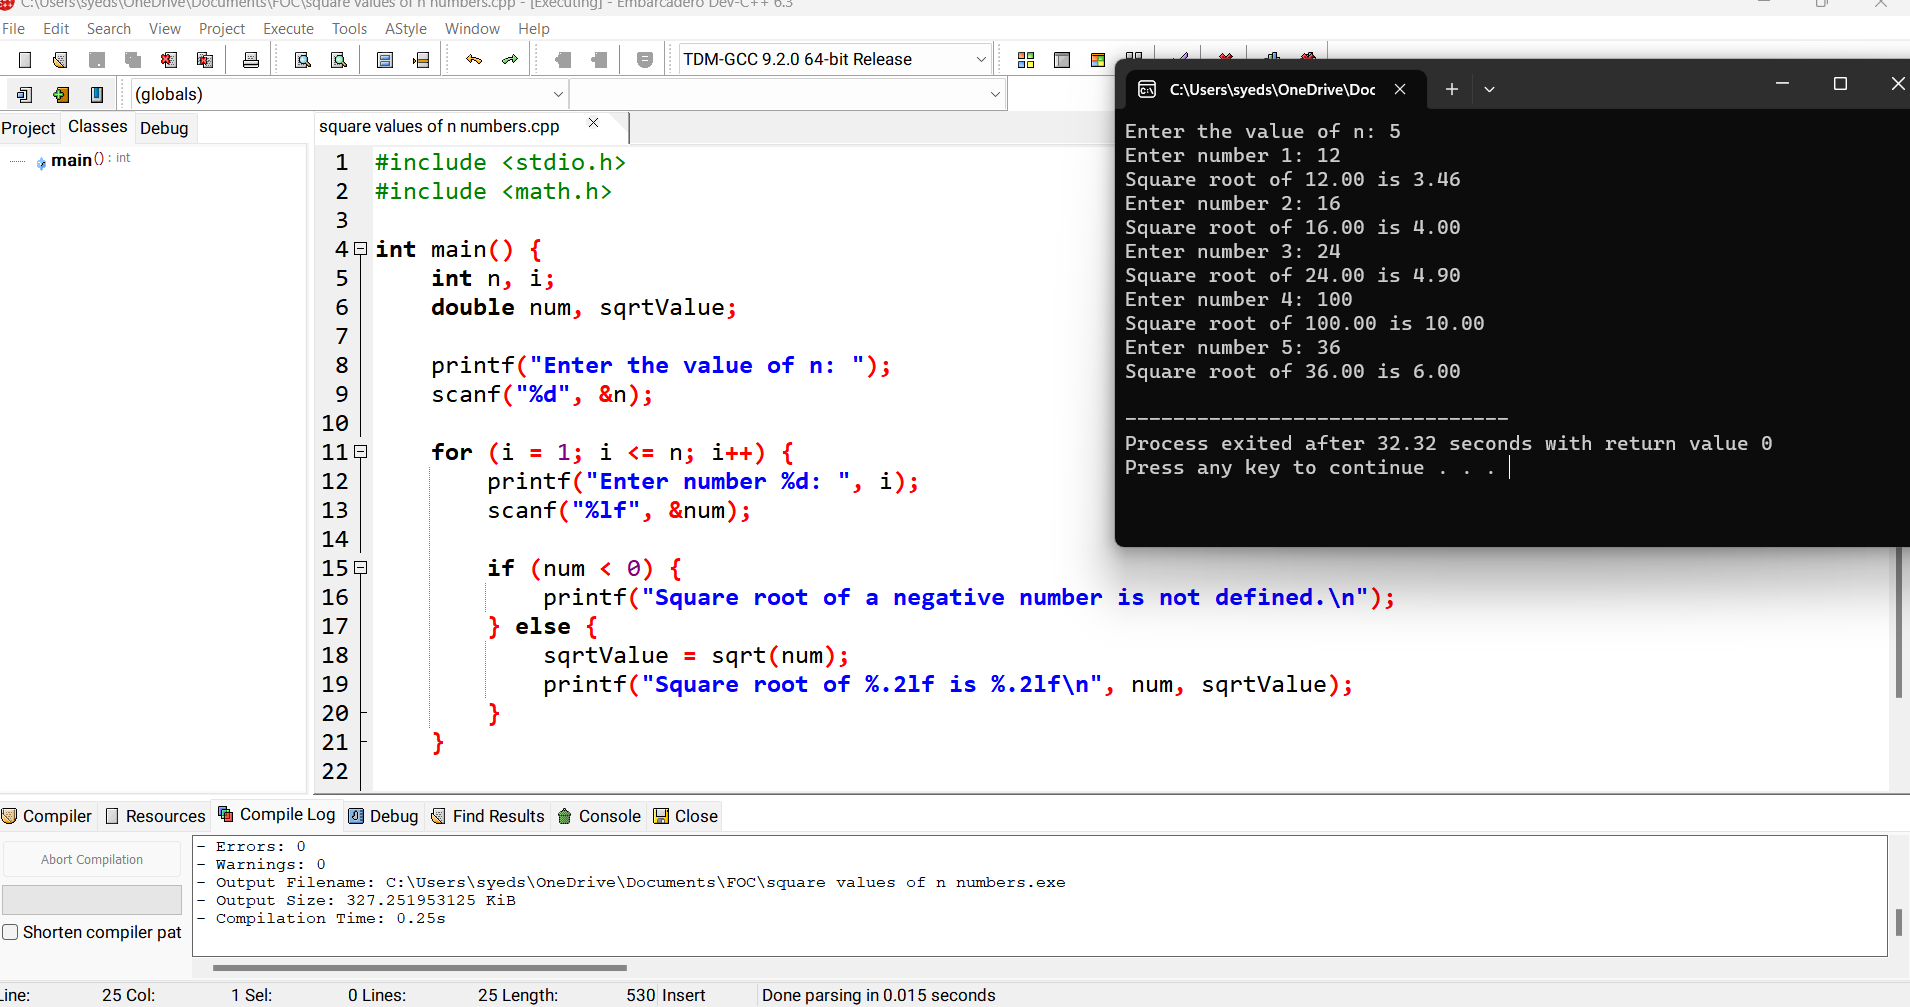 C:\Users\syeds\OneDrive\Documents\FOC\square values of n numbers.cpp - [Executing] - Embarcadero Dev-C++ 6.3
File Edit Search View Project Execute Tools AStyle Window Help
TDM-GCC 9.2.0 64-bit Release
(globals)
Project Classes Debug
main() : int
square values of n numbers.cpp
1 #include <stdio.h>
2 #include <math.h>
3
4 int main() {
5 int n, i;
6 double num, sqrtValue;
7
8 printf("Enter the value of n: ");
9 scanf("%d", &n);
10
11 for (i = 1; i <= n; i++) {
12 printf("Enter number %d: ", i);
13 scanf("%lf", &num);
14
15 if (num < 0) {
16 printf("Square root of a negative number is not defined.\n");
17 } else {
18 sqrtValue = sqrt(num);
19 printf("Square root of %.2lf is %.2lf\n", num, sqrtValue);
20 }
21 }
22
C:\Users\syeds\OneDrive\Doc
Enter the value of n: 5
Enter number 1: 12
Square root of 12.00 is 3.46
Enter number 2: 16
Square root of 16.00 is 4.00
Enter number 3: 24
Square root of 24.00 is 4.90
Enter number 4: 100
Square root of 100.00 is 10.00
Enter number 5: 36
Square root of 36.00 is 6.00
--------------------------------
Process exited after 32.32 seconds with return value 0
Press any key to continue . . .
Compiler Resources Compile Log Debug Find Results Console Close
Abort Compilation
Shorten compiler pat
- Errors: 0
- Warnings: 0
- Output Filename: C:\Users\syeds\OneDrive\Documents\FOC\square values of n numbers.exe
- Output Size: 327.251953125 KiB
- Compilation Time: 0.25s
Line: 25 Col: 1 Sel: 0 Lines: 25 Length: 530 Insert Done parsing in 0.015 seconds